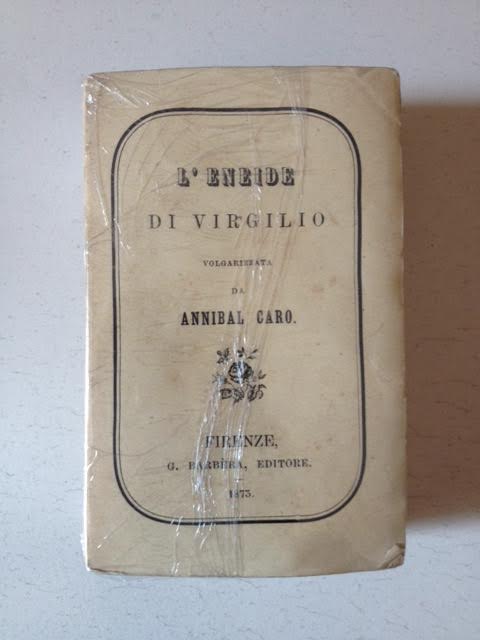 L' ENEIDE
DI VIRGILIO
VOLGARIZZATA
DA
ANNIBAL CARO.
FIRENZE,
G. BARBÈRA, EDITORE.
1873.